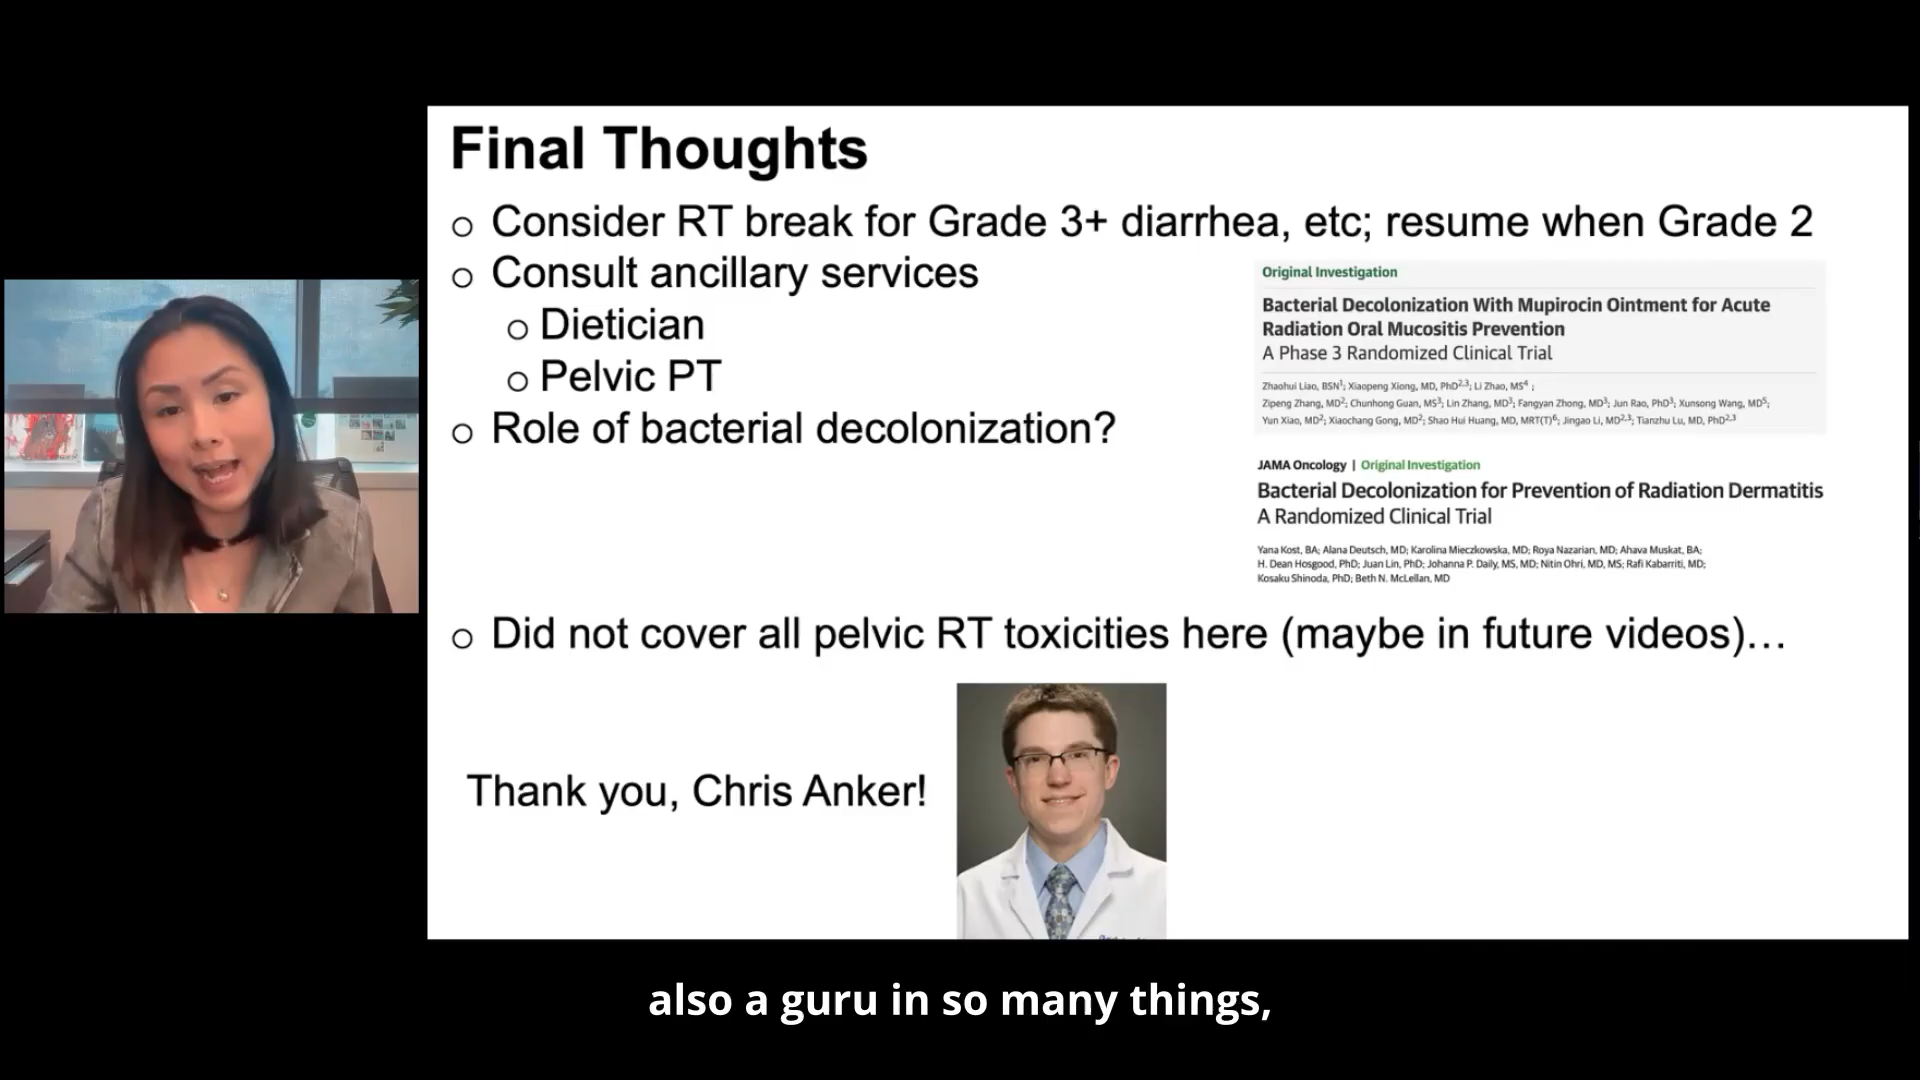 Final Thoughts
o Consider RT break for Grade 3+ diarrhea, etc; resume when Grade 2
o Consult ancillary services
o Dietician
o Pelvic PT
o Role of bacterial decolonization?
Original Investigation
Bacterial Decolonization With Mupirocin Ointment for Acute
Radiation Oral Mucositis Prevention
A Phase 3 Randomized Clinical Trial
Zhaohui Liao, BSN1; Xiaopeng Xiong, MD, PhD2,3; Li Zhao, MS4 ;
Zipeng Zhang, MD2; Chunhong Guan, MS3; Lin Zhang, MD3; Fangyan Zhong, MD3; Jun Rao, PhD3; Xunsong Wang, MD5;
Yun Xiao, MD2; Xiaochang Gong, MD2; Shao Hui Huang, MD, MRT(T)6; Jingao Li, MD2,3; Tianzhu Lu, MD, PhD2,3
JAMA Oncology | Original Investigation
Bacterial Decolonization for Prevention of Radiation Dermatitis
A Randomized Clinical Trial
Yana Kost, BA; Alana Deutsch, MD; Karolina Mieczkowska, MD; Roya Nazarian, MD; Ahava Muskat, BA;
H. Dean Hosgood, PhD; Juan Lin, PhD; Johanna P. Daily, MS, MD; Nitin Ohri, MD, MS; Rafi Kabarriti, MD;
Kosaku Shinoda, PhD; Beth N. McLellan, MD
o Did not cover all pelvic RT toxicities here (maybe in future videos)…
Thank you, Chris Anker!
also a guru in so many things,